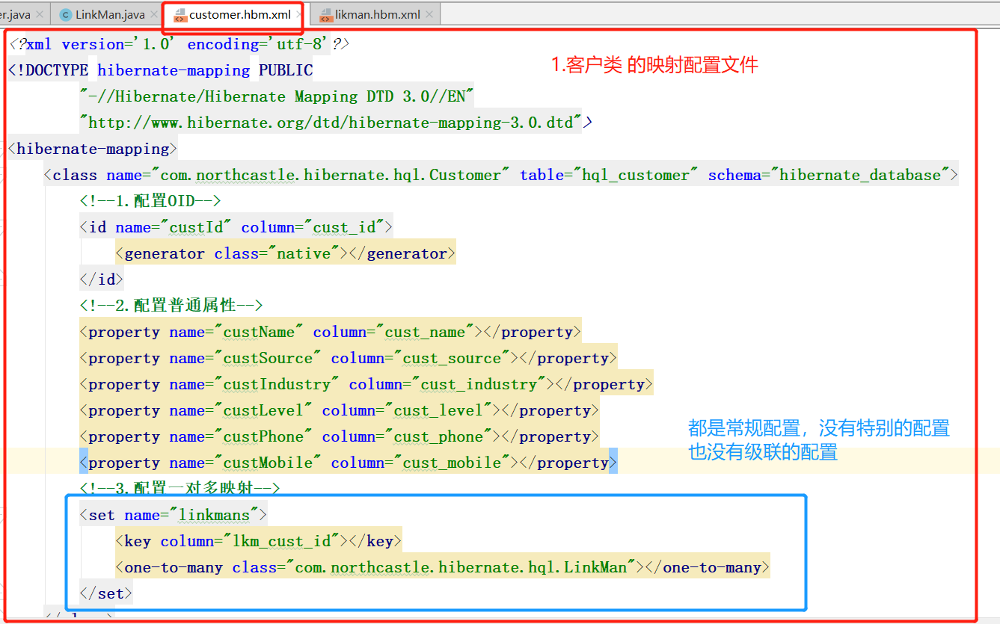 er.java
LinkMan.java
customer.hbm.xml
likman.hbm.xml
<?xml version='1.0' encoding='utf-8'?>
<!DOCTYPE hibernate-mapping PUBLIC
1.客户类 的映射配置文件
"-//Hibernate/Hibernate Mapping DTD 3.0//EN"
"http://www.hibernate.org/dtd/hibernate-mapping-3.0.dtd">
<hibernate-mapping>
<class name="com.northcastle.hibernate.hql.Customer" table="hql_customer" schema="hibernate_database">
<!--1.配置OID-->
<id name="custId" column="cust_id">
<generator class="native"></generator>
</id>
<!--2.配置普通属性-->
<property name="custName" column="cust_name"></property>
<property name="custSource" column="cust_source"></property>
<property name="custIndustry" column="cust_industry"></property>
<property name="custLevel" column="cust_level"></property>
<property name="custPhone" column="cust_phone"></property>
都是常规配置，没有特别的配置
也没有级联的配置
<property name="custMobile" column="cust_mobile"></property>
<!--3.配置一对多映射-->
<set name="linkmans">
<key column="lkm_cust_id"></key>
<one-to-many class="com.northcastle.hibernate.hql.LinkMan"></one-to-many>
</set>